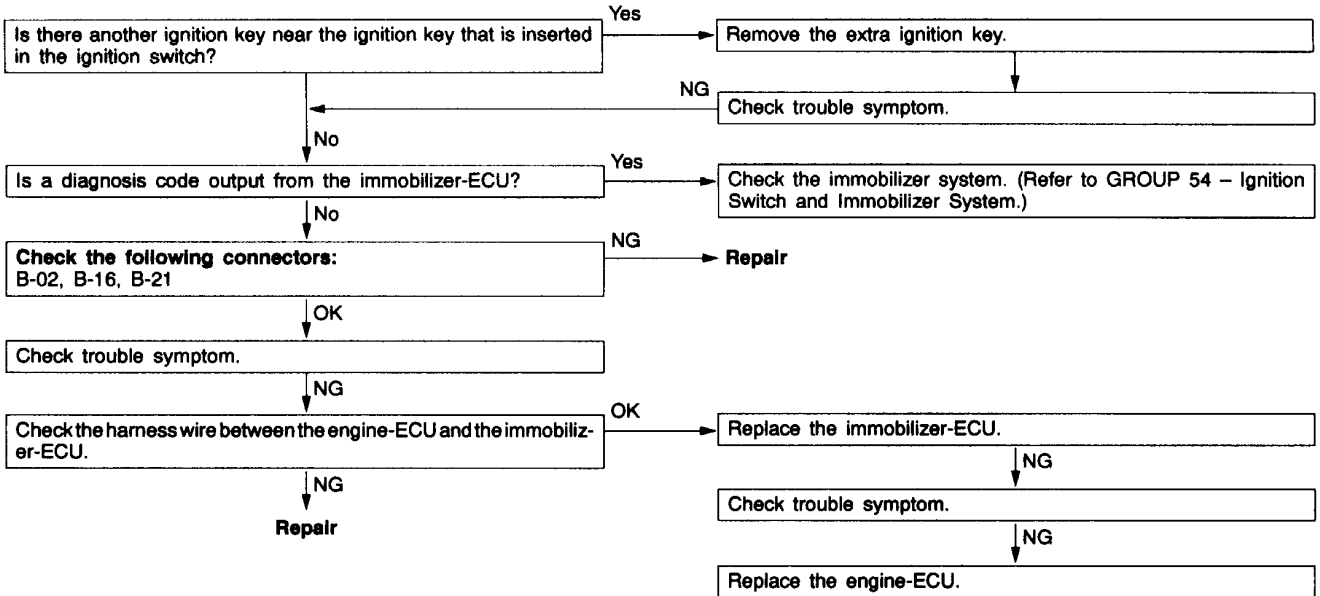 Yes
Is there another ignition key near the ignition key that is inserted
in the ignition switch?
Remove the extra ignition key.
NG
Check trouble symptom.
No
Yes
Is a diagnosis code output from the immobilizer-ECU?
Check the immobilizer system. (Refer to GROUP 54 – Ignition
Switch and Immobilizer System.)
No
Check the following connectors:
B-02, B-16, B-21
NG
Repair
OK
Check trouble symptom.
NG
Check the harness wire between the engine-ECU and the immobiliz-
er-ECU.
OK
Replace the immobilizer-ECU.
NG
Repair
NG
Check trouble symptom.
NG
Replace the engine-ECU.